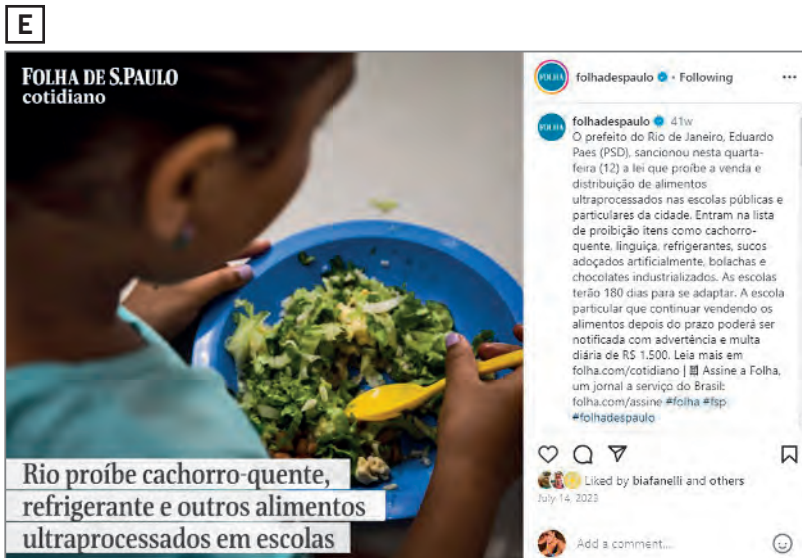 E
FOLHA DE S.PAULO
cotidiano
Rio proíbe cachorro-quente,
refrigerante e outros alimentos
ultraprocessados em escolas
FOLHA
folhadespaulo • Following
FOLHA
folhadespaulo 41w
O prefeito do Rio de Janeiro, Eduardo
Paes (PSD), sancionou nesta quarta-
feira (12) a lei que proíbe a venda e
distribuição de alimentos
ultraprocessados nas escolas públicas e
particulares da cidade. Entram na lista
de proibição itens como cachorro-
quente, linguiça, refrigerantes, sucos
adoçados artificialmente, bolachas e
chocolates industrializados. As escolas
terão 180 dias para se adaptar. A escola
particular que continuar vendendo os
alimentos depois do prazo poderá ser
notificada com advertência e multa
diária de R$ 1.500. Leia mais em
folha.com/cotidiano | Assine a Folha,
um jornal a serviço do Brasil:
folha.com/assine #folha #fsp
#folhadespaulo
Liked by biafanelli and others
July 14, 2023
Add a comment...